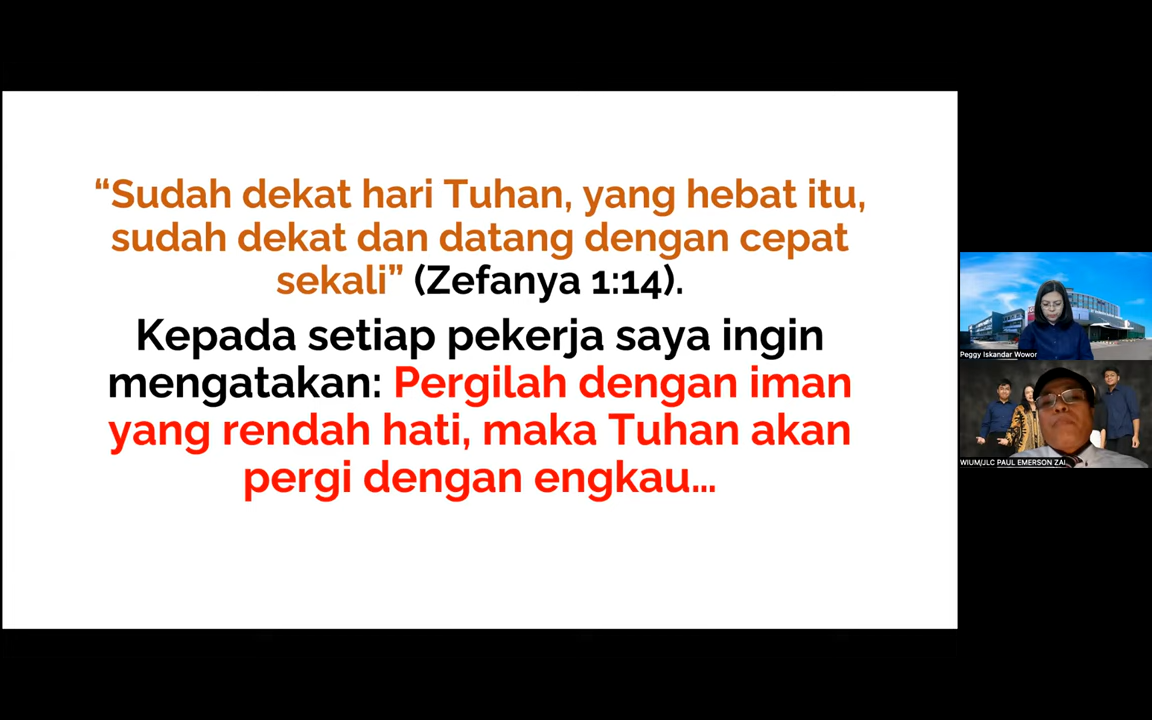 “Sudah dekat hari Tuhan, yang hebat itu,
sudah dekat dan datang dengan cepat
sekali” (Zefanya 1:14).
Kepada setiap pekerja saya ingin
mengatakan: Pergilah dengan iman
yang rendah hati, maka Tuhan akan
pergi dengan engkau...
Peggy Iskandar Wowor
WIUM/JLC PAUL EMERSON ZAI